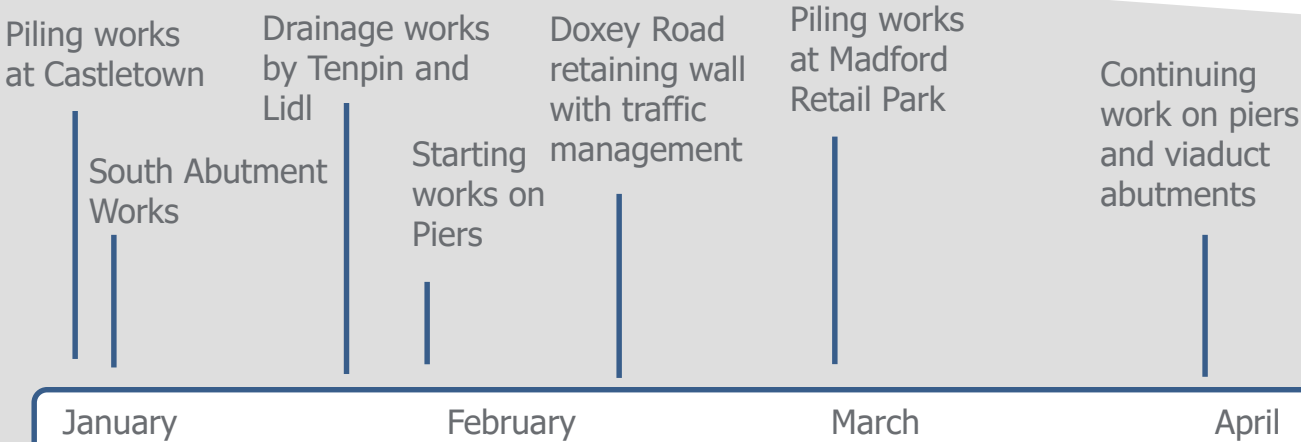 Piling works
at Castletown
South Abutment
Works
Drainage works
by Tenpin and
Lidl
Starting
works on
Piers
Doxey Road
retaining wall
with traffic
management
Piling works
at Madford
Retail Park
Continuing
work on piers
and viaduct
abutments
January
February
March
April